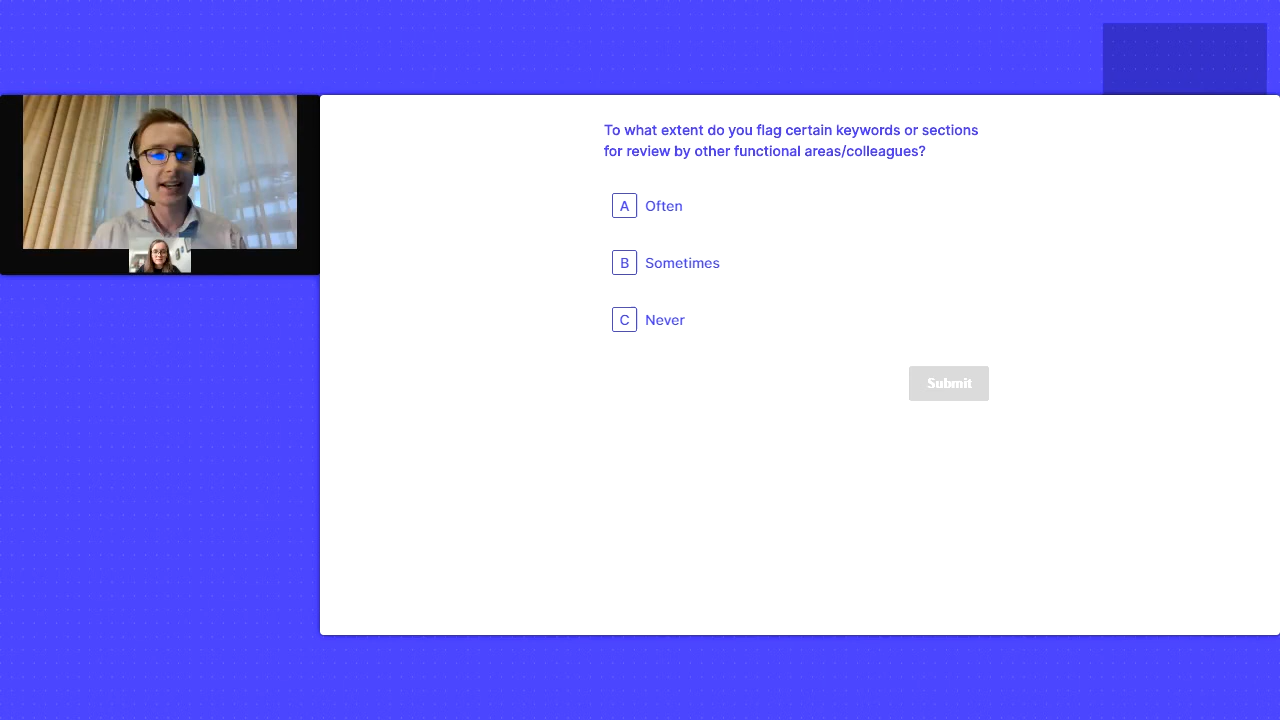 To what extent do you flag certain keywords or sections
for review by other functional areas/colleagues?
A Often
B Sometimes
C Never
Submit